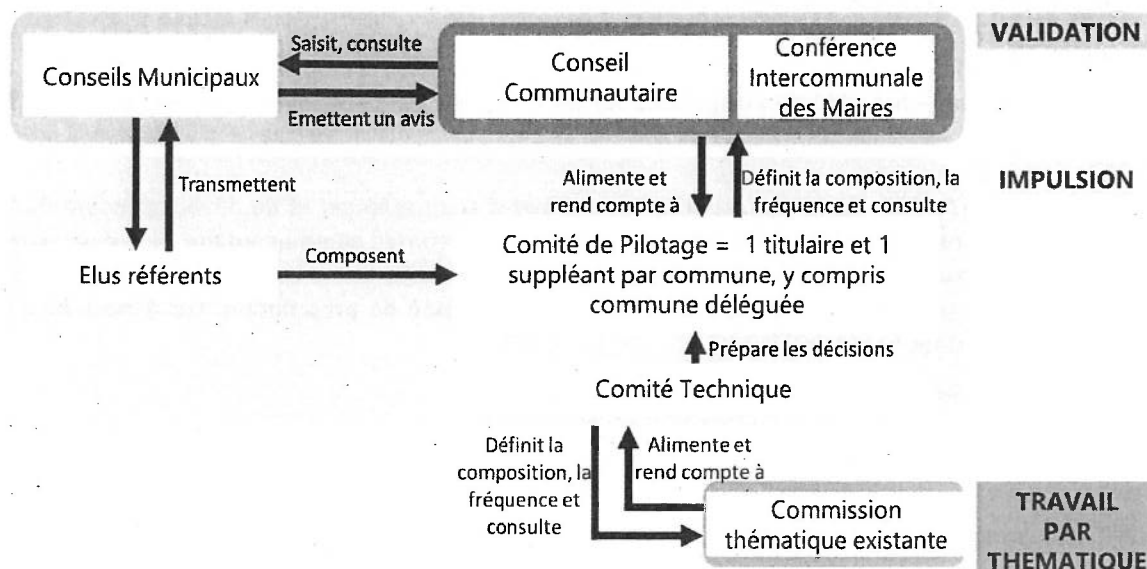 VALIDATION
Saisit, consulte
Conseils Municipaux
Emettent un avis
Conseil
Communautaire
Conférence
Intercommunale
des Maires
IMPULSION
Transmettent
Alimente et
rend compte à
Définit la composition, la
fréquence et consulte
Elus référents
Composent
Comité de Pilotage = 1 titulaire et 1
suppléant par commune, y compris
commune déléguée
Prépare les décisions
Comité Technique
Définit la
composition, la
fréquence et
consulte
Alimente et
rend compte à
Commission
thématique existante
TRAVAIL
PAR
THEMATIQUE